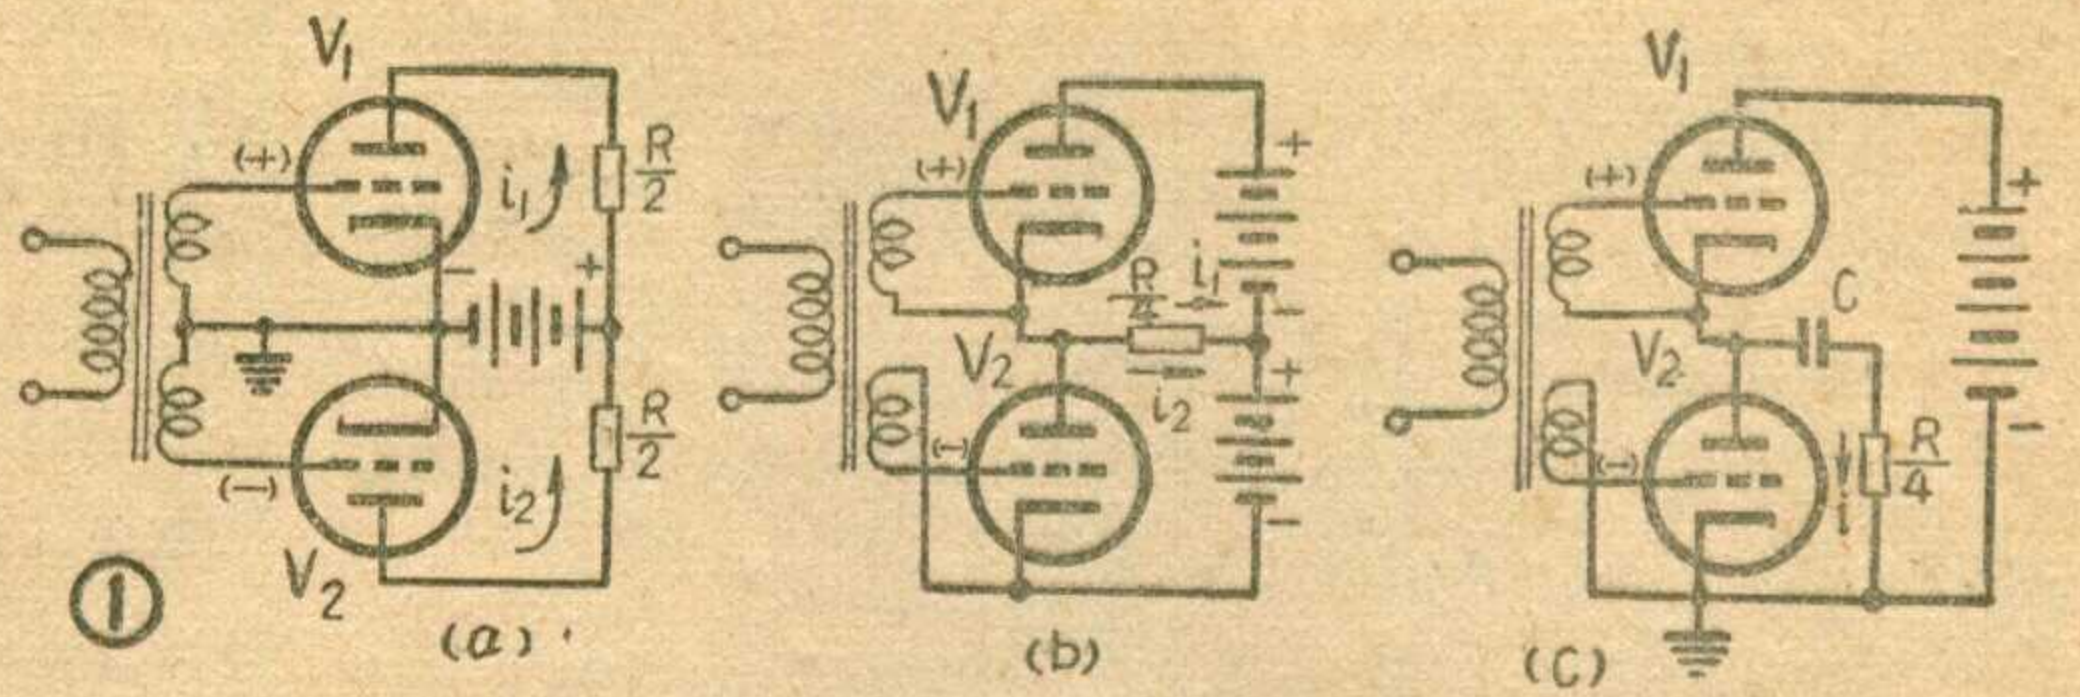 V1
(+)
i1
R/2
- +
V2
(-)
i2
R/2
①
(a)
V1
(+)
+
R/4
i1
-
V2
i2
+
(-)
-
(b)
V1
(+)
+
C
V2
(-)
i
R/4
-
(C)